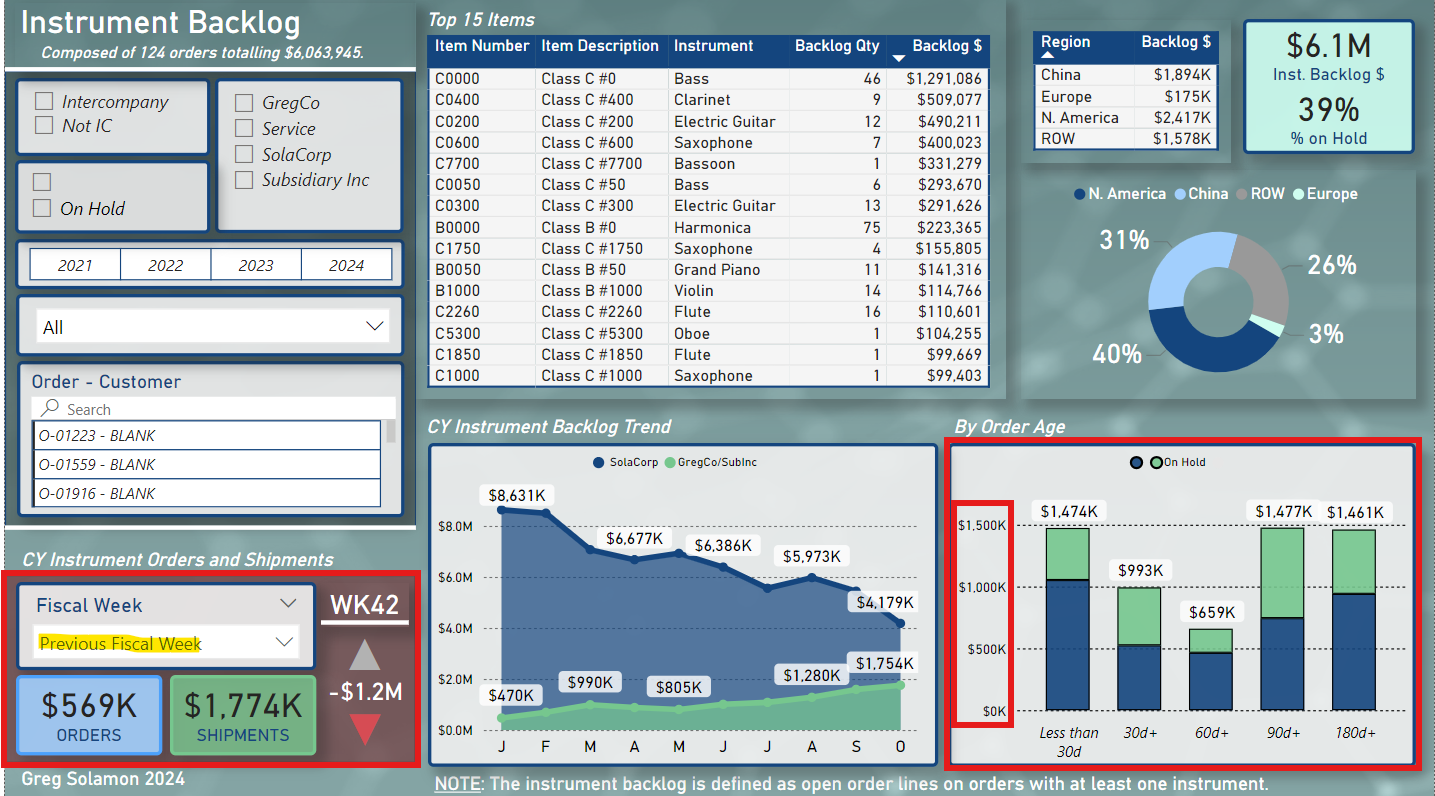 Instrument Backlog
Composed of 124 orders totalling $6,063,945.
Intercompany
Not IC
On Hold
GregCo
Service
SolaCorp
Subsidiary Inc
2021 2022 2023 2024
All
Order - Customer
Search
O-01223 - BLANK
O-01559 - BLANK
O-01916 - BLANK
CY Instrument Orders and Shipments
Fiscal Week
Previous Fiscal Week
WK42
-$1.2M
$569K
ORDERS
$1,774K
SHIPMENTS
Greg Solamon 2024
Top 15 Items
Item Number Item Description Instrument Backlog Qty Backlog $
C0000 Class C #0 Bass 46 $1,291,086
C0400 Class C #400 Clarinet 9 $509,077
C0200 Class C #200 Electric Guitar 12 $490,211
C0600 Class C #600 Saxophone 7 $400,023
C7700 Class C #7700 Bassoon 1 $331,279
C0050 Class C #50 Bass 6 $293,670
C0300 Class C #300 Electric Guitar 13 $291,626
B0000 Class B #0 Harmonica 75 $223,365
C1750 Class C #1750 Saxophone 4 $155,805
B0050 Class B #50 Grand Piano 11 $141,316
B1000 Class B #1000 Violin 14 $114,766
C2260 Class C #2260 Flute 16 $110,601
C5300 Class C #5300 Oboe 1 $104,255
C1850 Class C #1850 Flute 1 $99,669
C1000 Class C #1000 Saxophone 1 $99,403
Region Backlog $
China $1,894K
Europe $175K
N. America $2,417K
ROW $1,578K
$6.1M
Inst. Backlog $
39%
% on Hold
N. America China ROW Europe
31%
26%
3%
40%
CY Instrument Backlog Trend
SolaCorp GregCo/SubInc
$8.0M
$6.0M
$4.0M
$2.0M
$0.0M
$8,631K
$6,677K
$6,386K
$5,973K
$4,179K
$470K
$990K
$805K
$1,280K
$1,754K
J F M A M J J A S O
By Order Age
On Hold
$1,500K
$1,000K
$500K
$0K
$1,474K
$993K
$659K
$1,477K
$1,461K
Less than 30d+ 60d+ 90d+ 180d+
30d
NOTE: The instrument backlog is defined as open order lines on orders with at least one instrument.